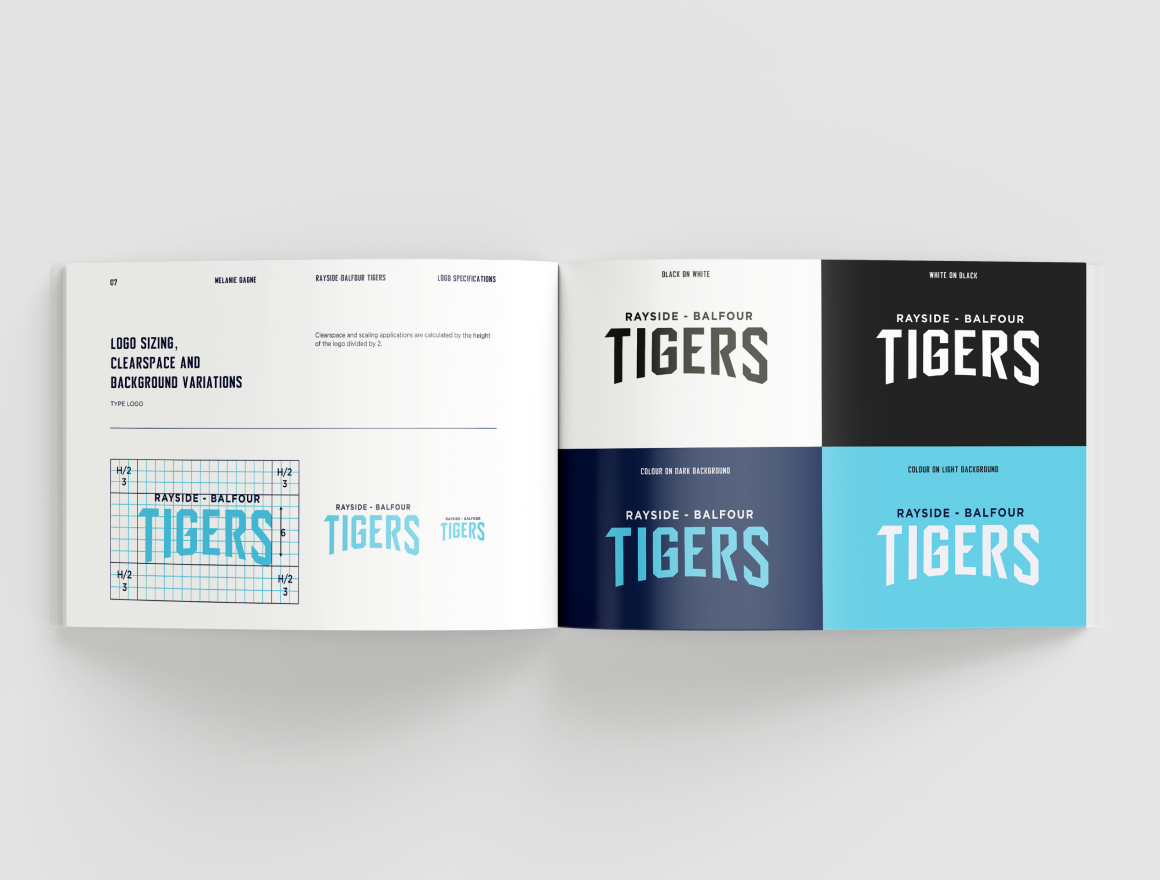 07
MELANIE GAGNE
RAYSIDE-BALFOUR TIGERS
LOGO SPECIFICATIONS
LOGO SIZING,
CLEARSPACE AND
BACKGROUND VARIATIONS
TYPE LOGO
Clearspace and scaling applications are calculated by the height
of the logo divided by 2.
H/2
3
H/2
3
RAYSIDE - BALFOUR
TIGERS
6
H/2
3
H/2
3
RAYSIDE - BALFOUR
TIGERS
RAYSIDE - BALFOUR
TIGERS
BLACK ON WHITE
RAYSIDE - BALFOUR
TIGERS
WHITE ON BLACK
RAYSIDE - BALFOUR
TIGERS
COLOUR ON DARK BACKGROUND
RAYSIDE - BALFOUR
TIGERS
COLOUR ON LIGHT BACKGROUND
RAYSIDE - BALFOUR
TIGERS